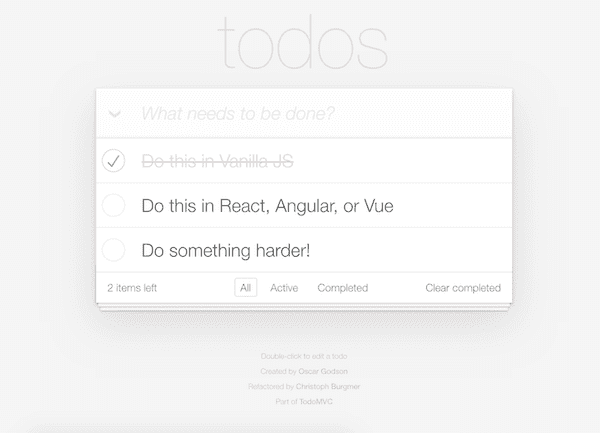 todos
What needs to be done?
Do this in Vanilla JS
Do this in React, Angular, or Vue
Do something harder!
2 items left All Active Completed Clear completed
Double-click to edit a todo
Created by Oscar Godson
Refactored by Christoph Burgmer
Part of TodoMVC